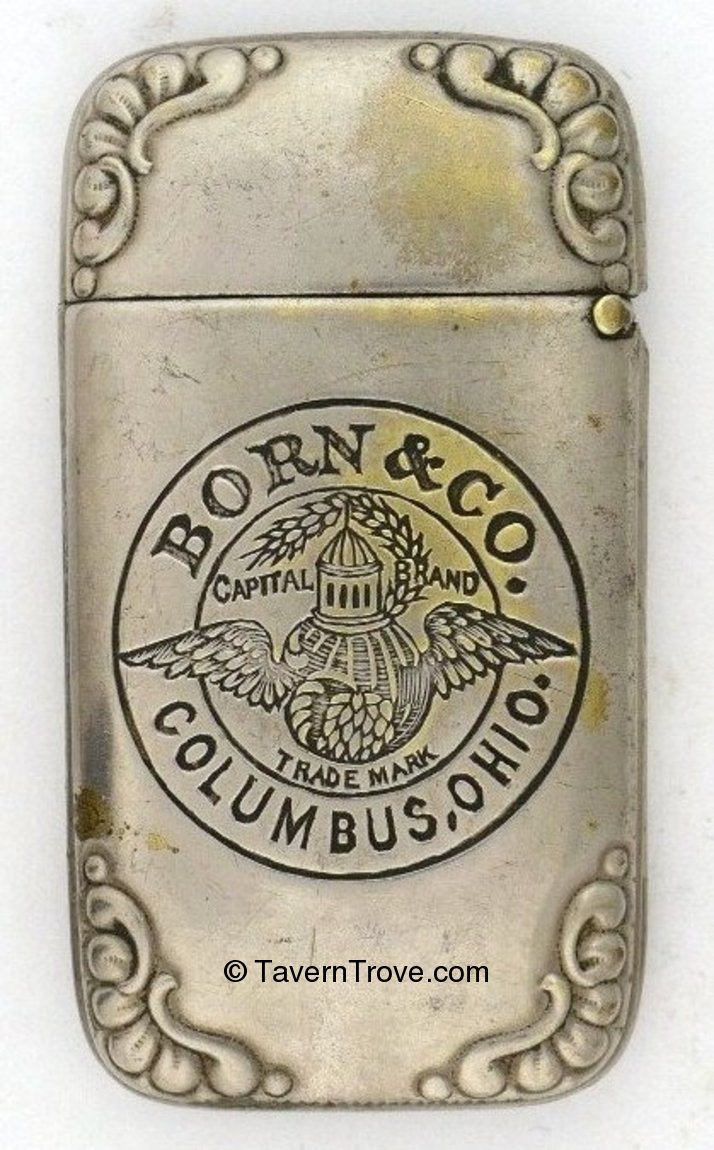 BORN & CO.
CAPITAL BRAND
TRADE MARK
COLUMBUS, OHIO.
© TavernTrove.com